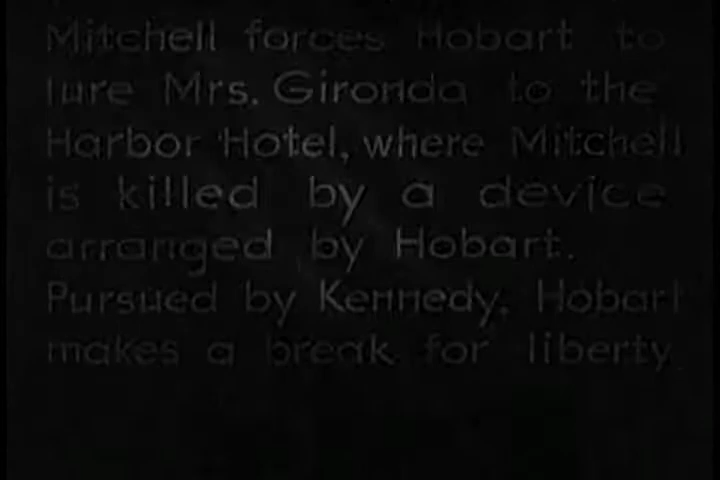 Mitchell forces Hobart to
lure Mrs. Gironda to the
Harbor Hotel, where Mitchell
is killed by a device
arranged by Hobart.
Pursued by Kennedy, Hobart
makes a break for liberty